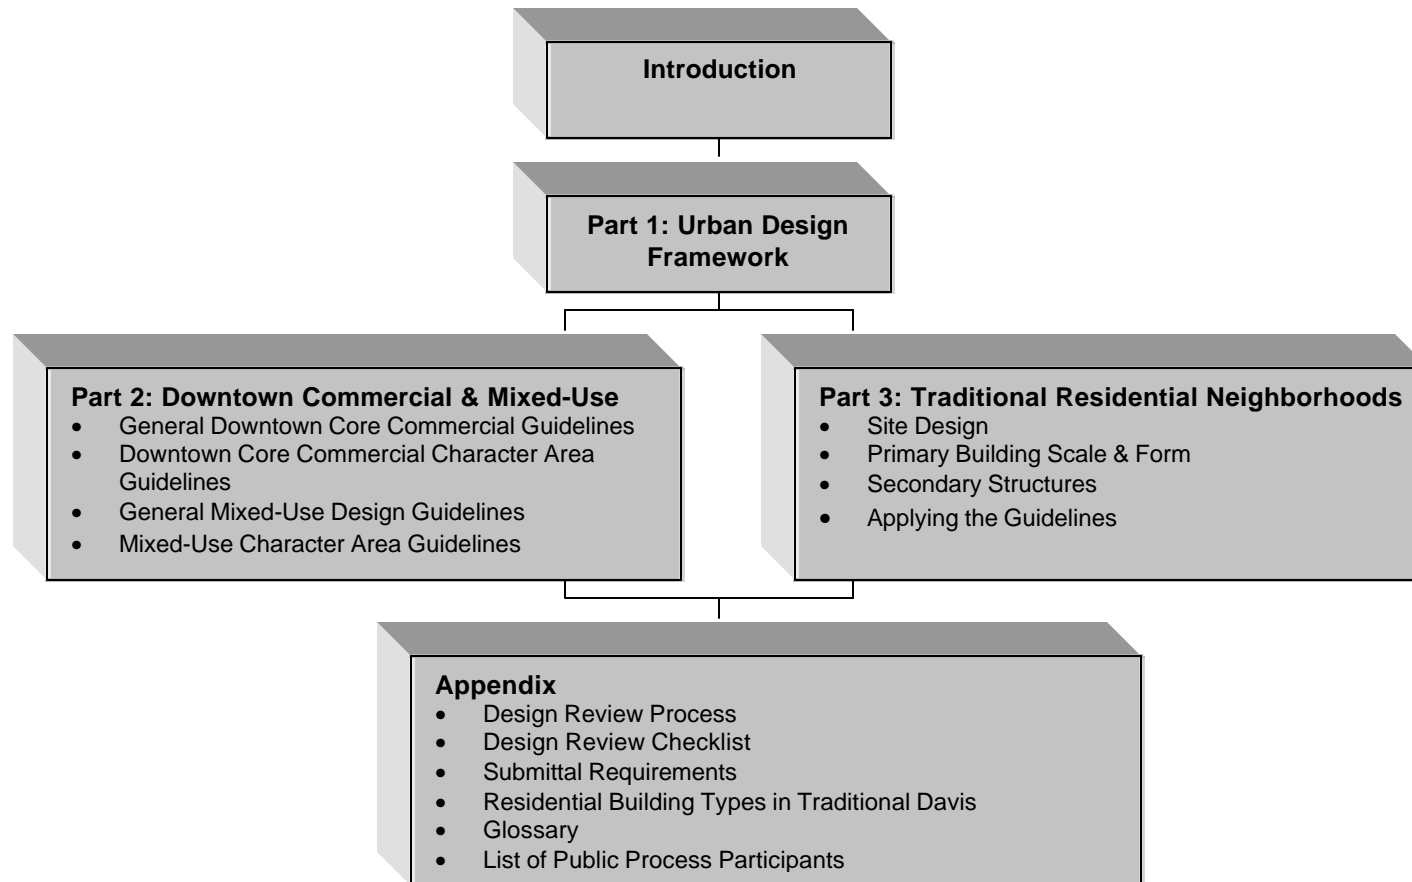 Introduction
Part 1: Urban Design
Framework
Part 2: Downtown Commercial & Mixed-Use
• General Downtown Core Commercial Guidelines
• Downtown Core Commercial Character Area
Guidelines
• General Mixed-Use Design Guidelines
• Mixed-Use Character Area Guidelines
Part 3: Traditional Residential Neighborhoods
• Site Design
• Primary Building Scale & Form
• Secondary Structures
• Applying the Guidelines
Appendix
• Design Review Process
• Design Review Checklist
• Submittal Requirements
• Residential Building Types in Traditional Davis
• Glossary
• List of Public Process Participants